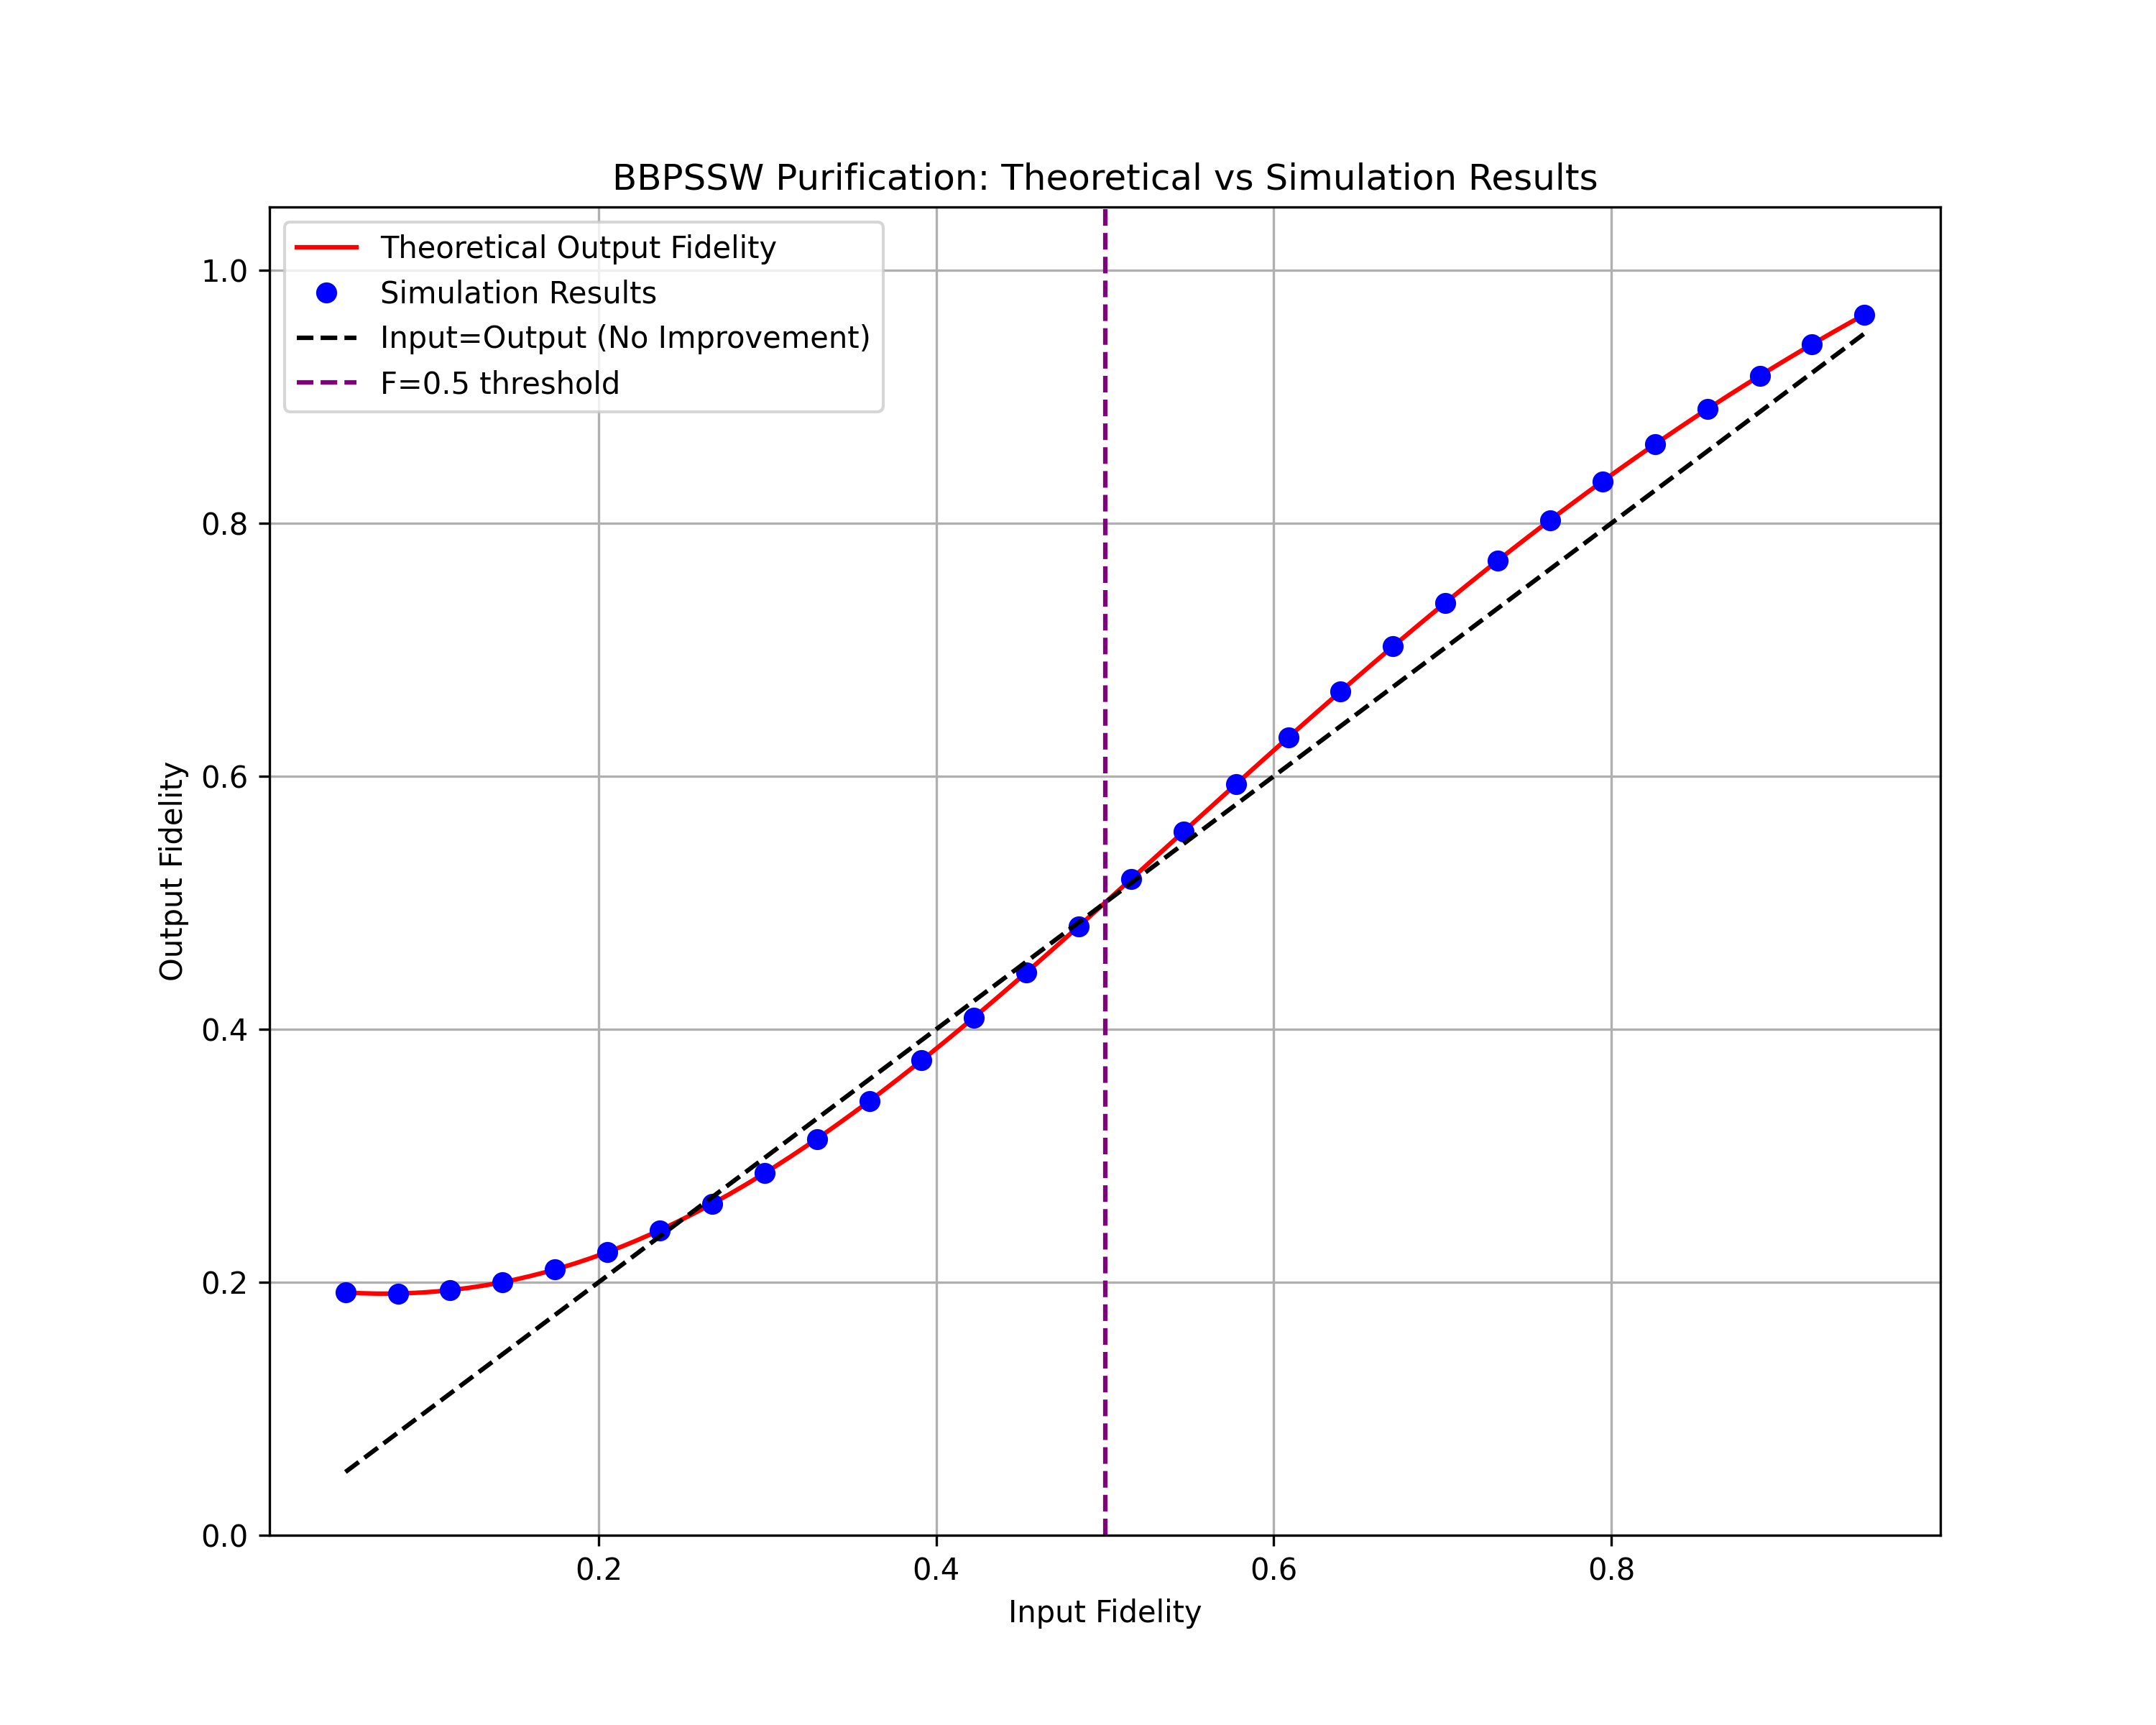 BBPSSW Purification: Theoretical vs Simulation Results
Theoretical Output Fidelity
Simulation Results
Input=Output (No Improvement)
F=0.5 threshold
Output Fidelity
1.0
0.8
0.6
0.4
0.2
0.0
0.2 0.4 0.6 0.8
Input Fidelity